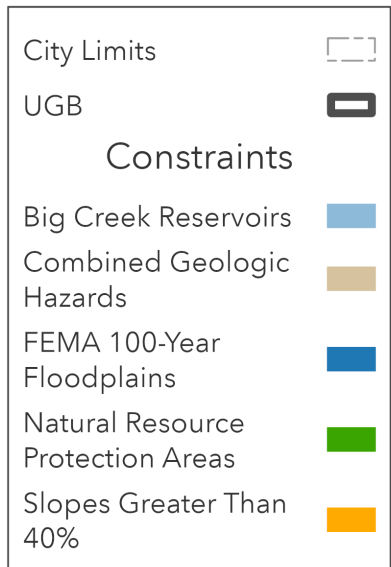 City Limits
UGB
Constraints
Big Creek Reservoirs
Combined Geologic
Hazards
FEMA 100-Year
Floodplains
Natural Resource
Protection Areas
Slopes Greater Than
40%